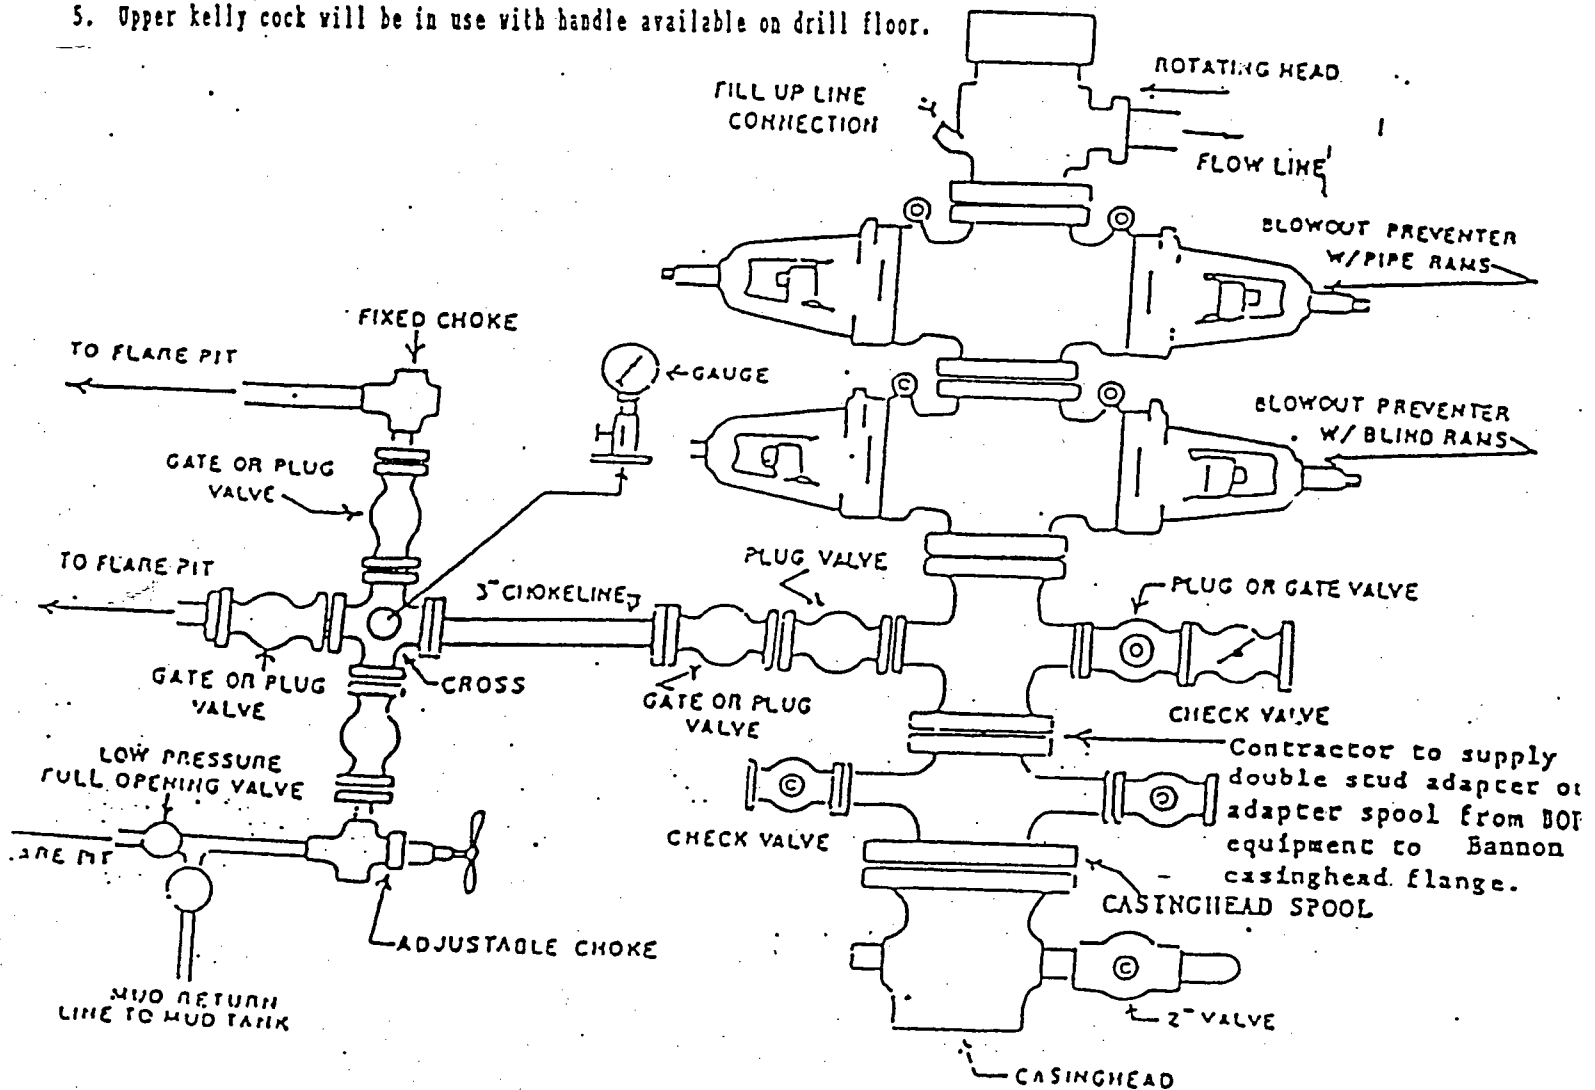 5. Upper kelly cock will be in use with handle available on drill floor.
ROTATING HEAD
FILL UP LINE
CONNECTION
FLOW LINE
BLOWOUT PREVENTER
W/PIPE RAMS
FIXED CHOKE
TO FLARE PIT
GAUGE
BLOWOUT PREVENTER
W/ BLIND RAMS
GATE OR PLUG
VALVE
TO FLARE PIT
PLUG VALVE
3" CHOKELINE
PLUG OR GATE VALVE
GATE OR PLUG
VALVE
CROSS
GATE OR PLUG
VALVE
CHECK VALVE
LOW PRESSURE
FULL OPENING VALVE
Contractor to supply
double stud adapter
adapter spool from
equipment to Bannon
casinghead flange.
CHECK VALVE
PIT
CASINGHEAD SPOOL
ADJUSTABLE CHOKE
MUD RETURN
LINE TO MUD TANK
2" VALVE
CASINGHEAD